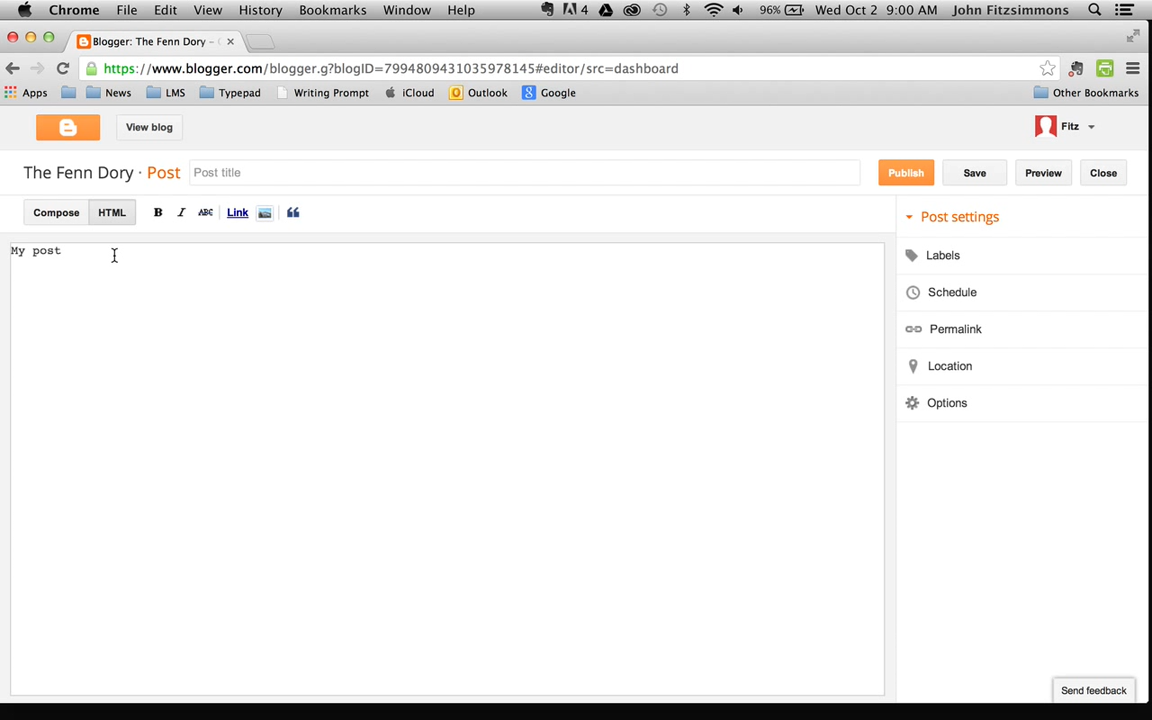 Chrome File Edit View History Bookmarks Window Help 4 96% Wed Oct 2 9:00 AM John Fitzsimmons
Blogger: The Fenn Dory –
https://www.blogger.com/blogger.g?blogID=7994809431035978145#editor/src=dashboard
Apps News LMS Typepad Writing Prompt iCloud Outlook Google Other Bookmarks
View blog Fitz
The Fenn Dory · Post Post title Publish Save Preview Close
Compose HTML B I ABC Link
Post settings
My post
Labels
Schedule
Permalink
Location
Options
Send feedback